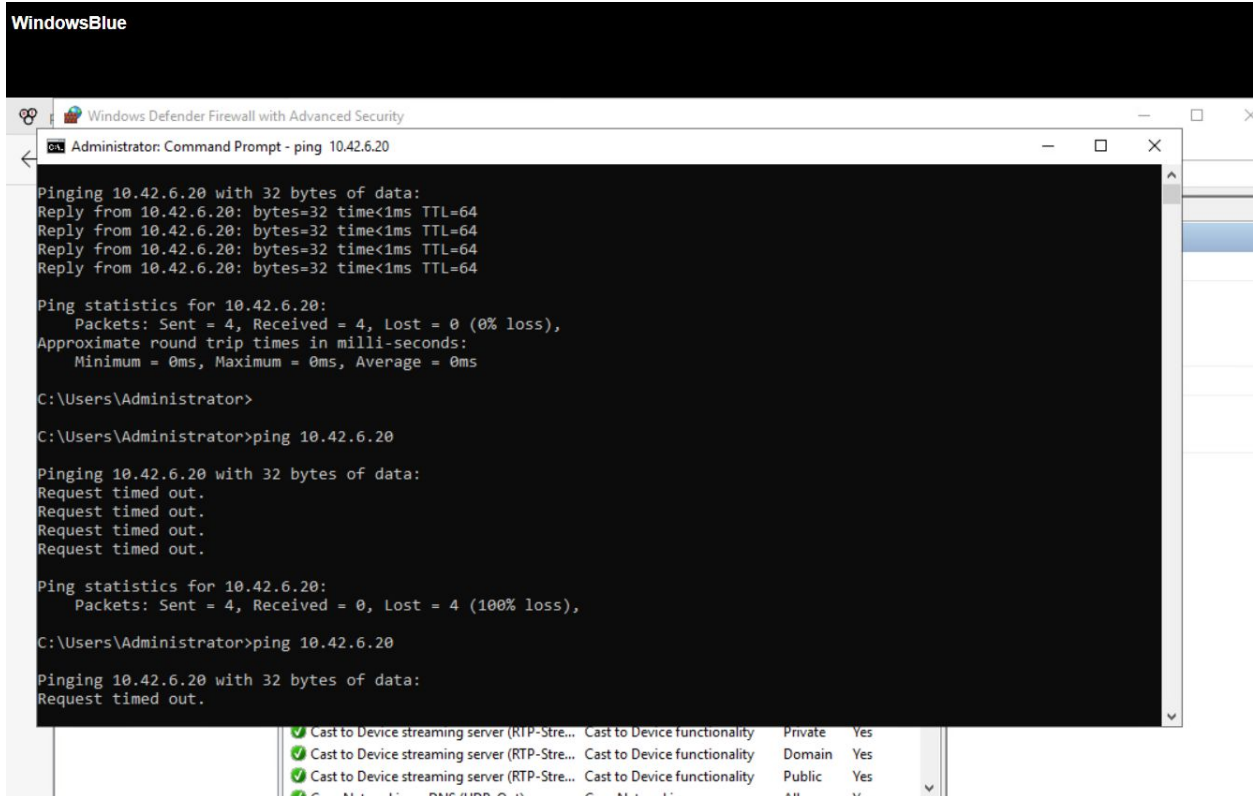 WindowsBlue
Windows Defender Firewall with Advanced Security
Administrator: Command Prompt - ping 10.42.6.20
Pinging 10.42.6.20 with 32 bytes of data:
Reply from 10.42.6.20: bytes=32 time<1ms TTL=64
Reply from 10.42.6.20: bytes=32 time<1ms TTL=64
Reply from 10.42.6.20: bytes=32 time<1ms TTL=64
Reply from 10.42.6.20: bytes=32 time<1ms TTL=64
Ping statistics for 10.42.6.20:
Packets: Sent = 4, Received = 4, Lost = 0 (0% loss),
Approximate round trip times in milli-seconds:
Minimum = 0ms, Maximum = 0ms, Average = 0ms
C:\Users\Administrator>
C:\Users\Administrator>ping 10.42.6.20
Pinging 10.42.6.20 with 32 bytes of data:
Request timed out.
Request timed out.
Request timed out.
Request timed out.
Ping statistics for 10.42.6.20:
Packets: Sent = 4, Received = 0, Lost = 4 (100% loss),
C:\Users\Administrator>ping 10.42.6.20
Pinging 10.42.6.20 with 32 bytes of data:
Request timed out.
Cast to Device streaming server (RTP-Stre... Cast to Device functionality Private Yes
Cast to Device streaming server (RTP-Stre... Cast to Device functionality Domain Yes
Cast to Device streaming server (RTP-Stre... Cast to Device functionality Public Yes